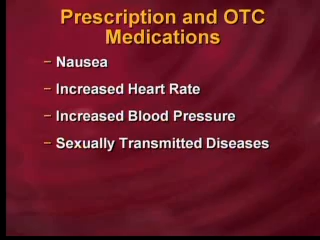 Prescription and OTC
Medications
– Nausea
– Increased Heart Rate
– Increased Blood Pressure
– Sexually Transmitted Diseases